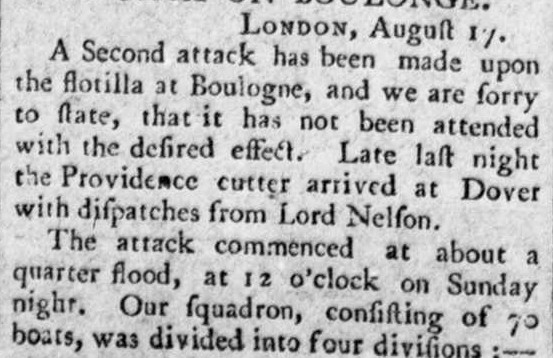 ON BOULONGE.
LONDON, Auguſt 17.
A Second attack has been made upon
the flotilla at Boulogne, and we are ſorry
to ſtate, that it has not been attended
with the deſired effect. Late laſt night
the Providence cutter arrived at Dover
with diſpatches from Lord Nelſon.
The attack commenced at about a
quarter flood, at 12 o'clock on Sunday
night. Our ſquadron, conſiſting of 70
boats, was divided into four diviſions :—